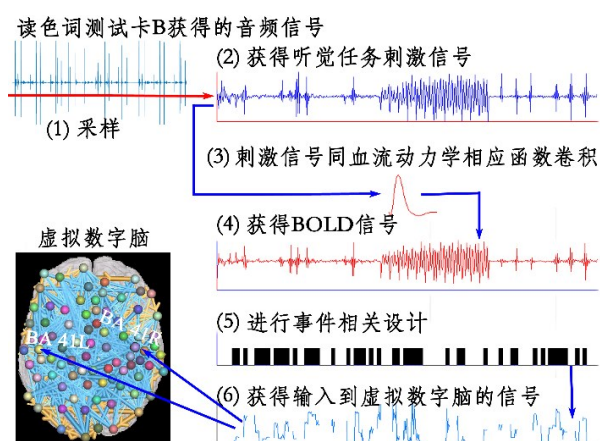 读色词测试卡B获得的音频信号
(1) 采样
(2) 获得听觉任务刺激信号
(3) 刺激信号同血流动力学相应函数卷积
(4) 获得BOLD信号
虚拟数字脑
BA 41L
BA 41R
(5) 进行事件相关设计
(6) 获得输入到虚拟数字脑的信号